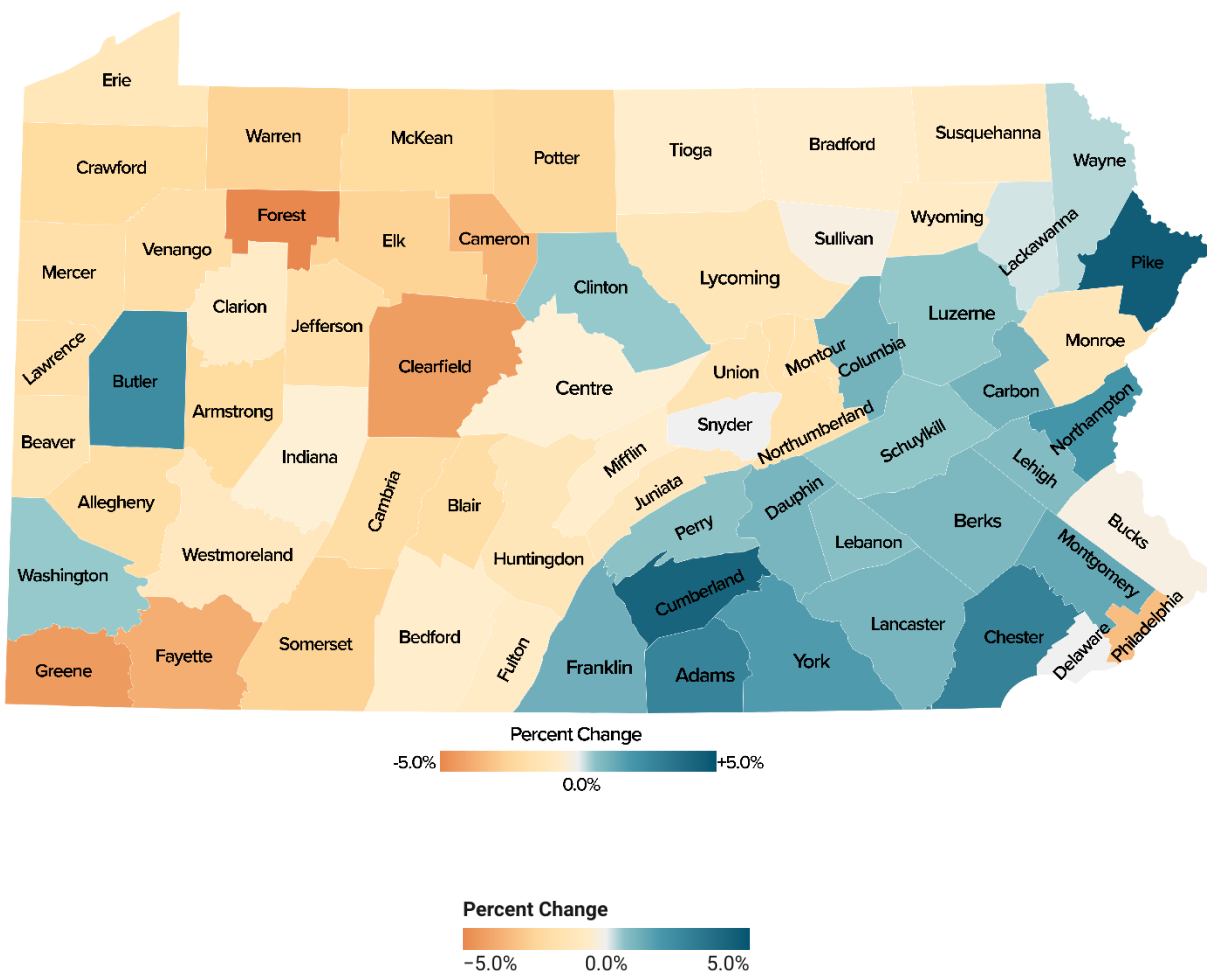 Erie
Warren
McKean
Potter
Tioga
Bradford
Susquehanna
Wayne
Crawford
Forest
Elk
Cameron
Sullivan
Wyoming
Lackawanna
Pike
Venango
Mercer
Clarion
Jefferson
Clinton
Lycoming
Luzerne
Monroe
Lawrence
Butler
Clearfield
Centre
Union
Montour
Columbia
Carbon
Northampton
Armstrong
Snyder
Northumberland
Schuylkill
Lehigh
Beaver
Indiana
Mifflin
Juniata
Allegheny
Cambria
Blair
Dauphin
Berks
Bucks
Perry
Lebanon
Westmoreland
Huntingdon
Montgomery
Washington
Cumberland
Lancaster
Philadelphia
Greene
Fayette
Somerset
Bedford
Fulton
Franklin
Adams
York
Chester
Delaware
Percent Change
-5.0% +5.0%
0.0%
Percent Change
−5.0% 0.0% 5.0%